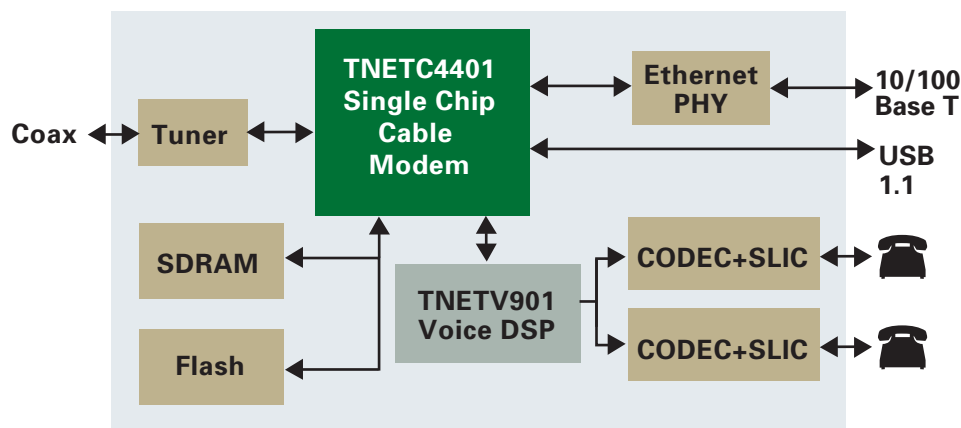 TNETC4401
Single Chip
Cable
Modem
Ethernet
PHY
10/100
Base T
Coax
Tuner
USB
1.1
SDRAM
TNETV901
Voice DSP
CODEC+SLIC
Flash
CODEC+SLIC